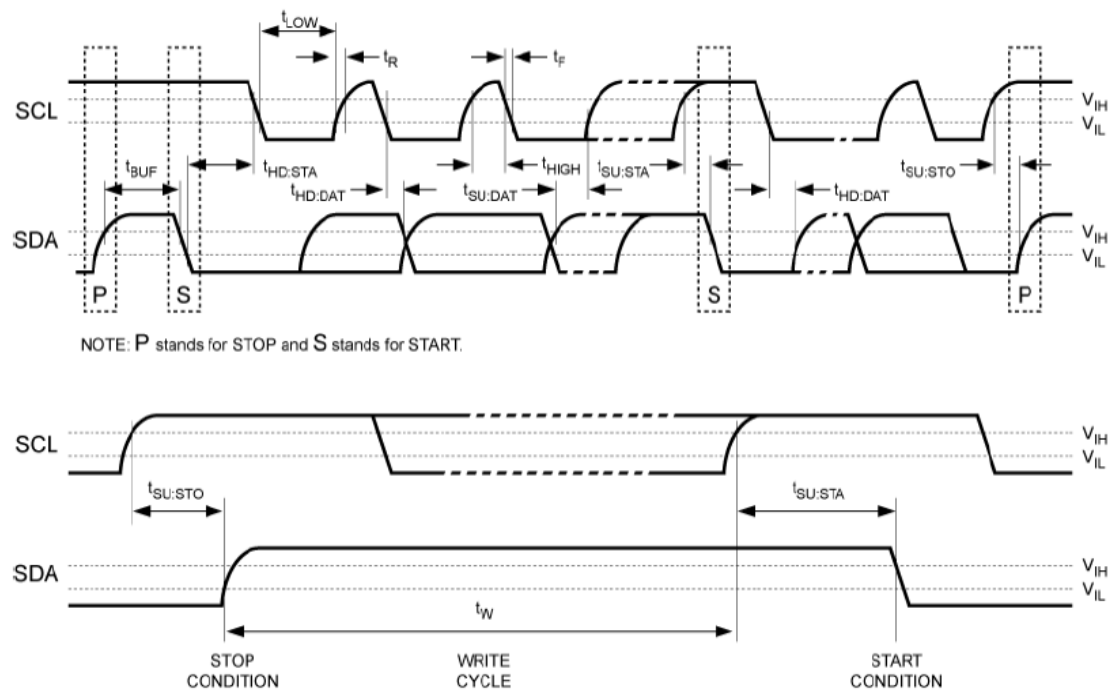 tLOW
tR
tF
SCL
VIH
VIL
tBUF
tHD:STA
tHIGH
tSU:STA
tSU:STO
tHD:DAT
tSU:DAT
tHD:DAT
SDA
VIH
VIL
P
S
S
P
NOTE: P stands for STOP and S stands for START.
SCL
VIH
VIL
tSU:STO
tSU:STA
SDA
VIH
VIL
tW
STOP
CONDITION
WRITE
CYCLE
START
CONDITION